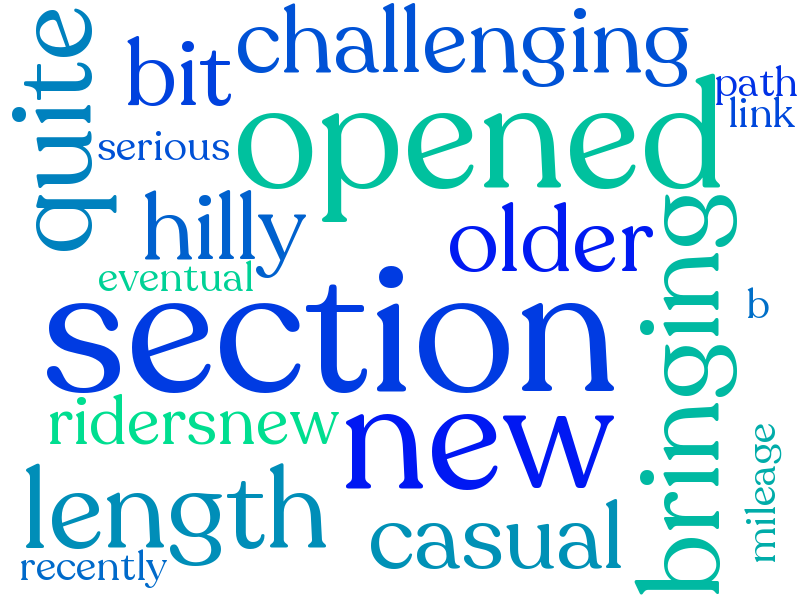 challenging
quite
bit
path
link
serious
opened
hilly
older
eventual
bringing
section
b
ridersnew
new
mileage
length
casual
recently